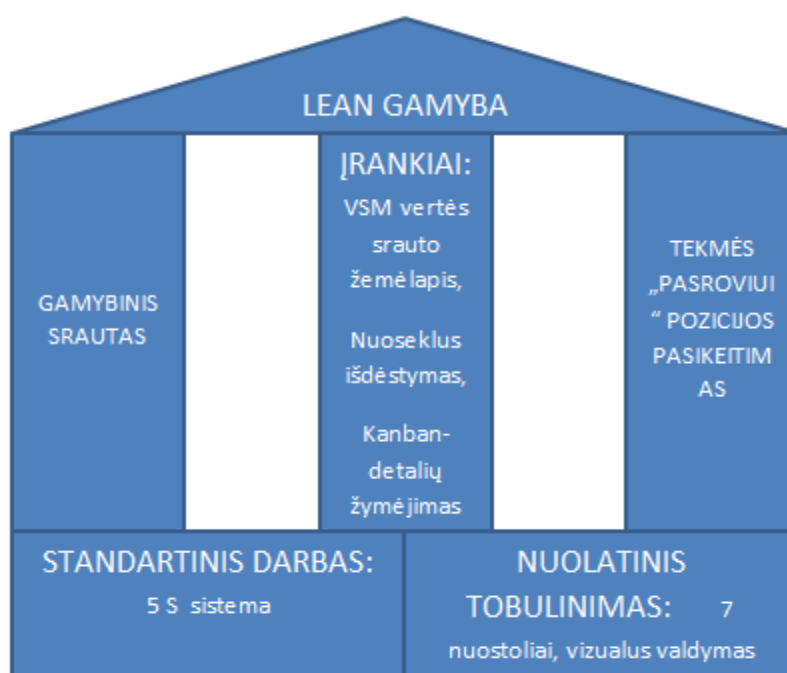 LEAN GAMYBA
GAMYBINIS
SRAUTAS
ĮRANKIAI:
VSM vertės
srauto
žemėlapis,
Nuoseklus
išdėstymas,
Kanban-
detalių
žymėjimas
TEKMĖS
„PASROVIUI
“ POZICIJOS
PASIKEITIM
AS
STANDARTINIS DARBAS:
5 S sistema
NUOLATINIS
TOBULINIMAS: 7
nuostoliai, vizualus valdymas